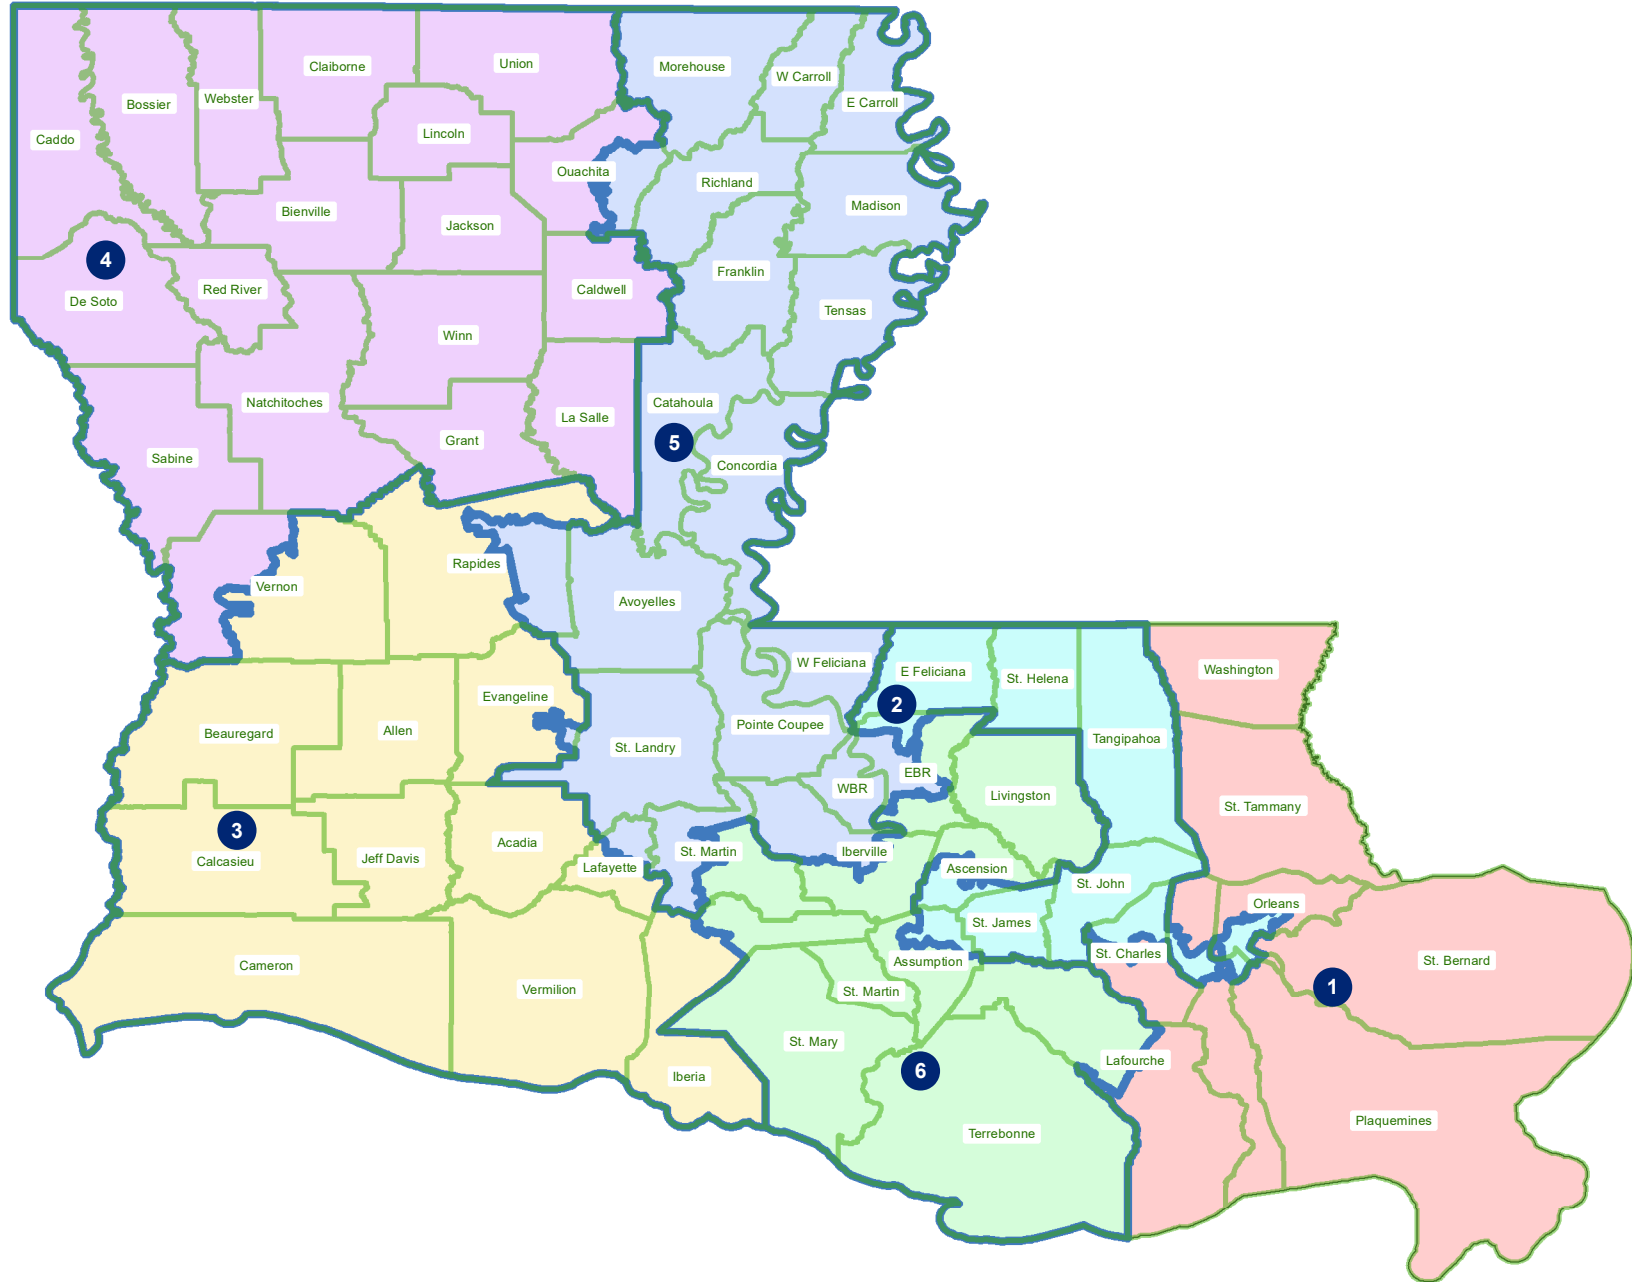 Claiborne
Union
Morehouse
W Carroll
E Carroll
Bossier
Webster
Caddo
Lincoln
Ouachita
Richland
Madison
Bienville
Jackson
4
De Soto
Red River
Caldwell
Franklin
Tensas
Winn
Natchitoches
Grant
La Salle
Catahoula
5
Concordia
Sabine
Vernon
Rapides
Avoyelles
W Feliciana
E Feliciana
St. Helena
Washington
2
Evangeline
Beauregard
Allen
St. Landry
Pointe Coupee
Tangipahoa
EBR
WBR
Livingston
St. Tammany
3
Calcasieu
Jeff Davis
Acadia
Lafayette
St. Martin
Iberville
Ascension
St. John
Orleans
St. James
St. Charles
Assumption
St. Bernard
Cameron
Vermilion
St. Martin
1
St. Mary
Lafourche
6
Iberia
Terrebonne
Plaquemines